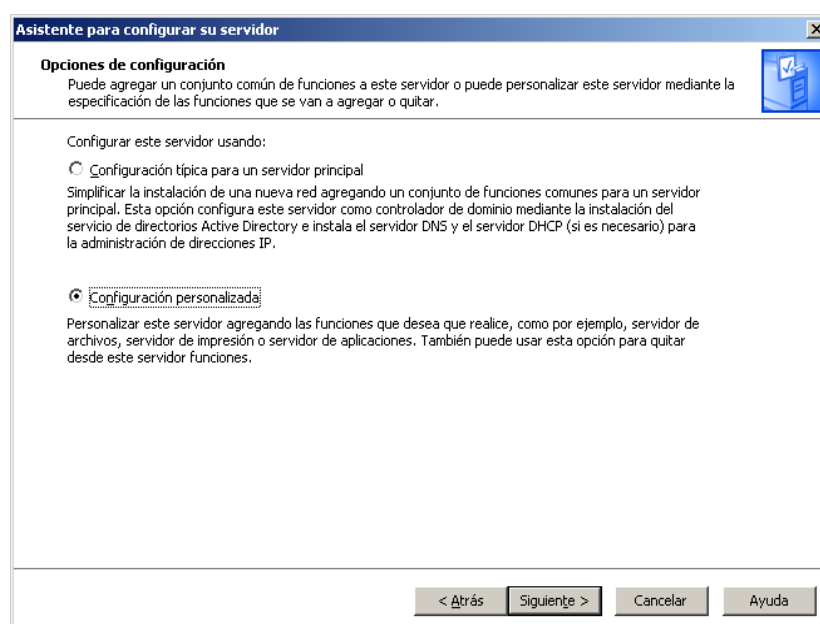 Asistente para configurar su servidor
Opciones de configuración
Puede agregar un conjunto común de funciones a este servidor o puede personalizar este servidor mediante la
especificación de las funciones que se van a agregar o quitar.
Configurar este servidor usando:
Configuración típica para un servidor principal
Simplificar la instalación de una nueva red agregando un conjunto de funciones comunes para un servidor
principal. Esta opción configura este servidor como controlador de dominio mediante la instalación del
servicio de directorios Active Directory e instala el servidor DNS y el servidor DHCP (si es necesario) para
la administración de direcciones IP.
Configuración personalizada
Personalizar este servidor agregando las funciones que desea que realice, como por ejemplo, servidor de
archivos, servidor de impresión o servidor de aplicaciones. También puede usar esta opción para quitar
desde este servidor funciones.
< Atrás Siguiente > Cancelar Ayuda